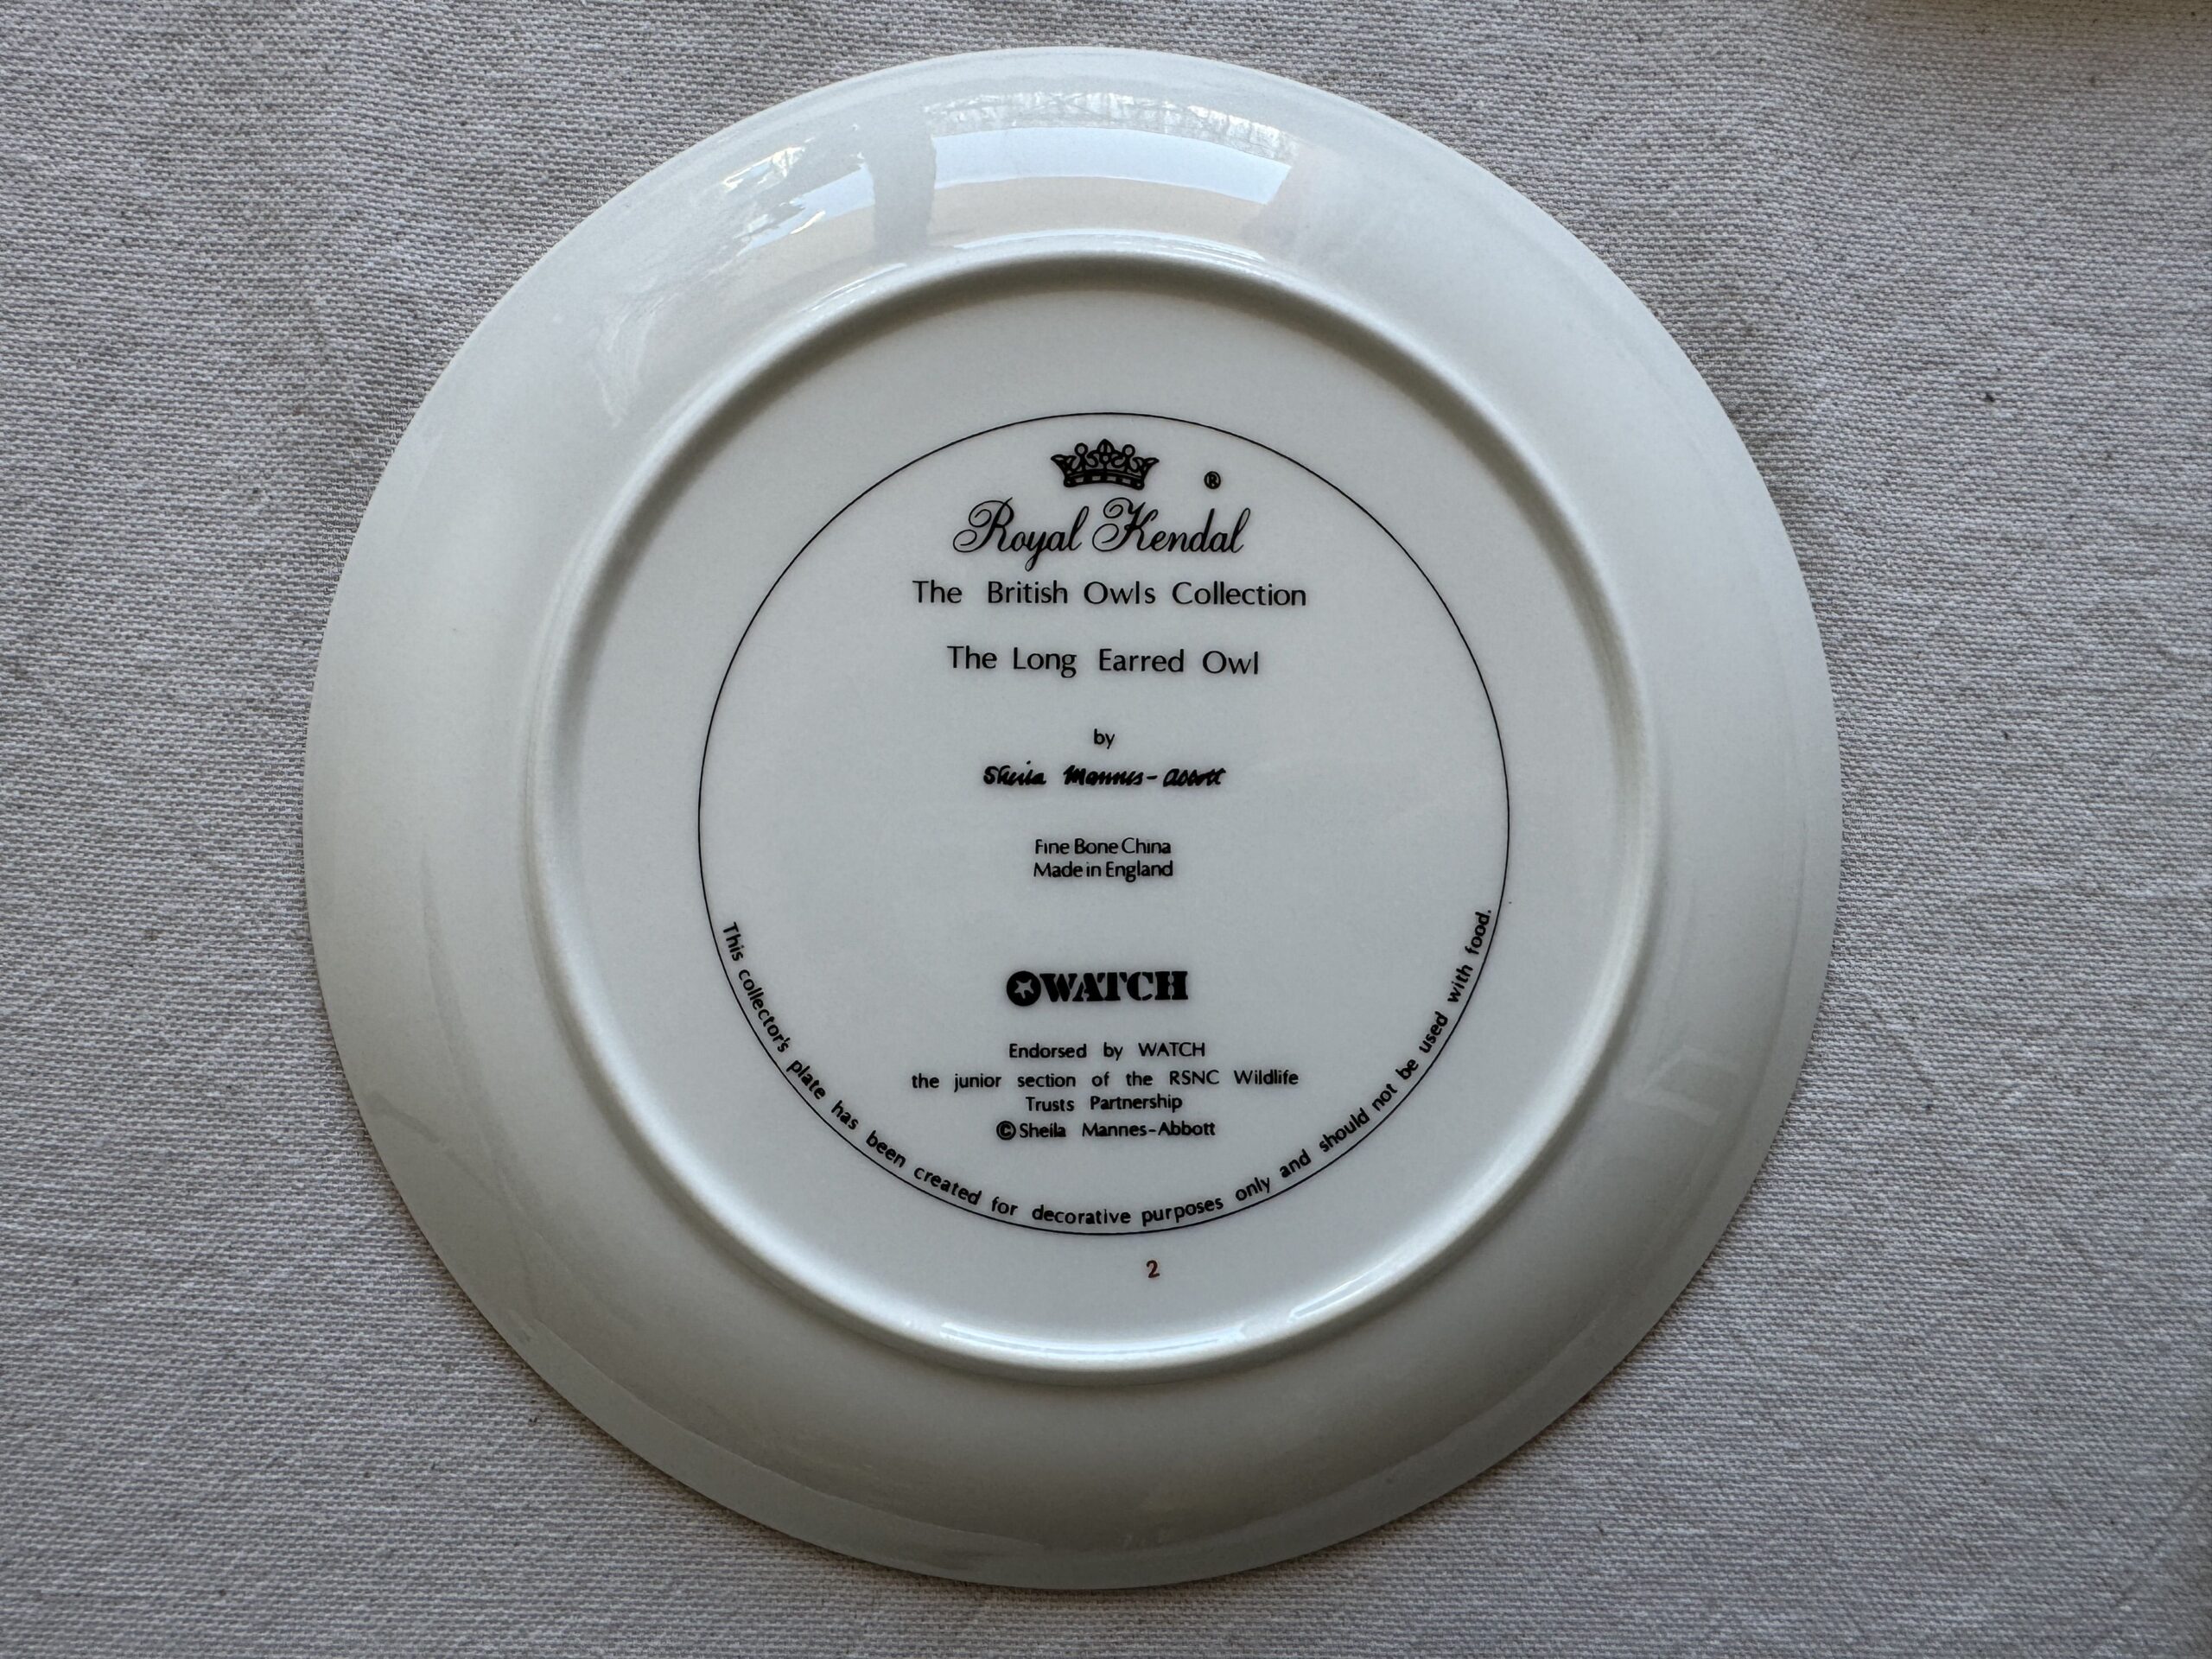 ®
Royal Kendal
The British Owls Collection
The Long Earred Owl
by
Sheila Mannes-Abbott
Fine Bone China
Made in England
WATCH
Endorsed by WATCH
the junior section of the RSNC Wildlife
Trusts Partnership
© Sheila Mannes-Abbott
This collector's plate has been created for decorative purposes only and should not be used with food.
2